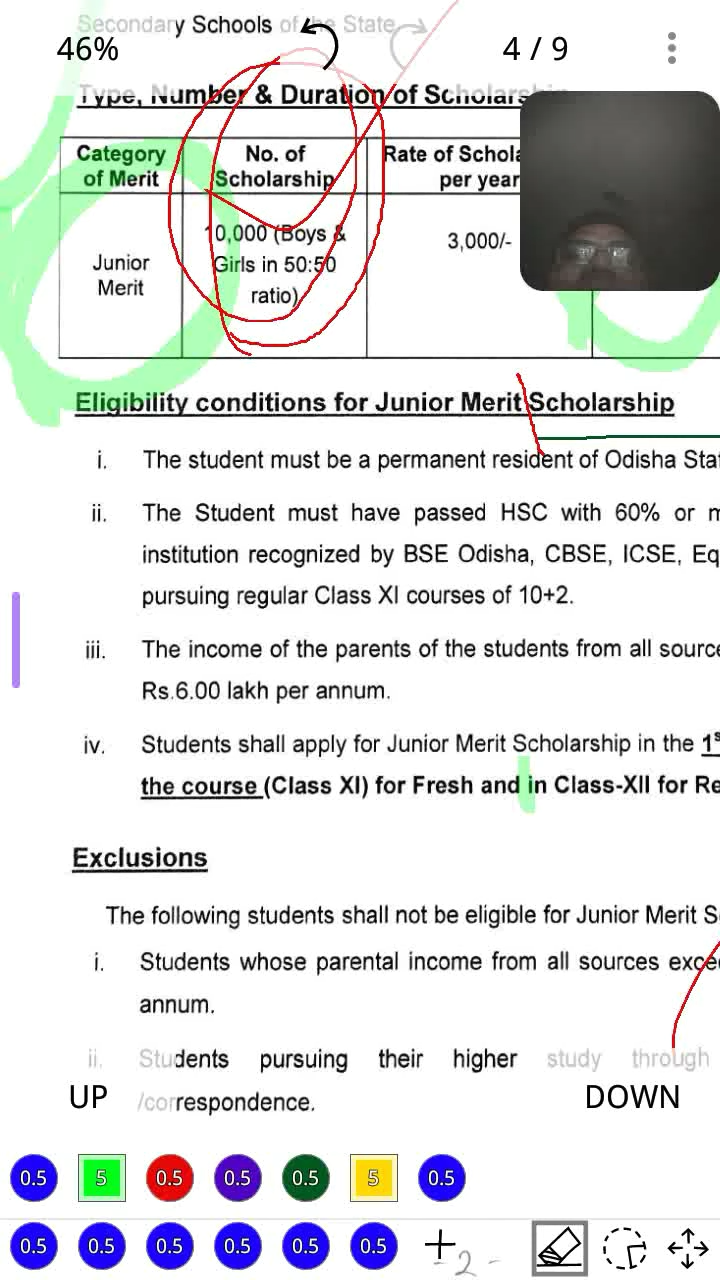 Secondary Schools of the State
46%
4 / 9
Type, Number & Duration of Scholarship
Category of Merit
No. of Scholarship
Rate of Schola
per year
Junior Merit
10,000 (Boys & Girls in 50:50 ratio)
3,000/-
Eligibility conditions for Junior Merit Scholarship
i. The student must be a permanent resident of Odisha Sta
ii. The Student must have passed HSC with 60% or m
institution recognized by BSE Odisha, CBSE, ICSE, Eq
pursuing regular Class XI courses of 10+2.
iii. The income of the parents of the students from all source
Rs.6.00 lakh per annum.
iv. Students shall apply for Junior Merit Scholarship in the 1s
the course (Class XI) for Fresh and in Class-XII for Re
Exclusions
The following students shall not be eligible for Junior Merit S
i. Students whose parental income from all sources exce
annum.
ii. Students pursuing their higher study through
/correspondence.
UP
DOWN
0.5 5 0.5 0.5 0.5 5 0.5
0.5 0.5 0.5 0.5 0.5 0.5 + - 2 -